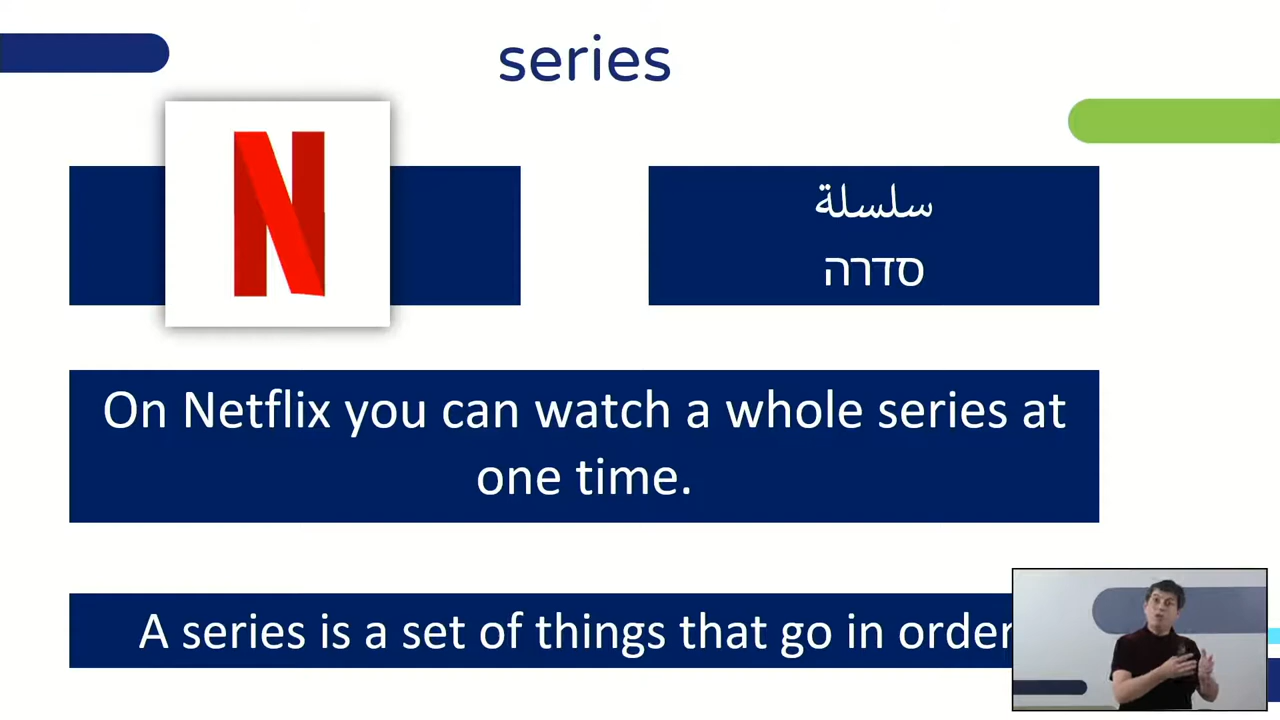 series
N
سلسلة
סדרה
On Netflix you can watch a whole series at
one time.
A series is a set of things that go in order